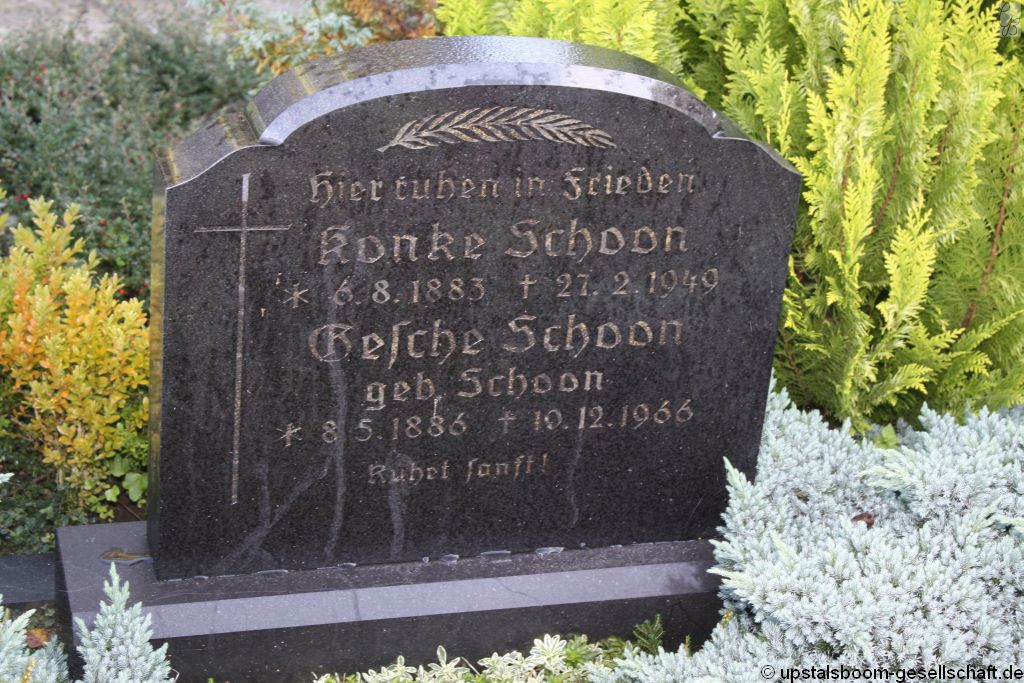 Hier ruhen in Frieden
Konke Schoon
* 6.8.1883 † 27.2.1949
Gesche Schoon
geb. Schoon
* 8.5.1886 † 10.12.1966
Ruhet sanft!
© upstalsboom-gesellschaft.de